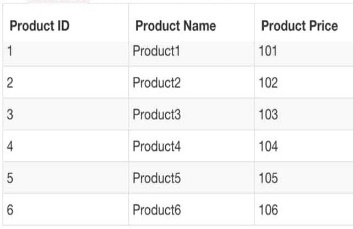 Product ID Product Name Product Price
1 Product1 101
2 Product2 102
3 Product3 103
4 Product4 104
5 Product5 105
6 Product6 106